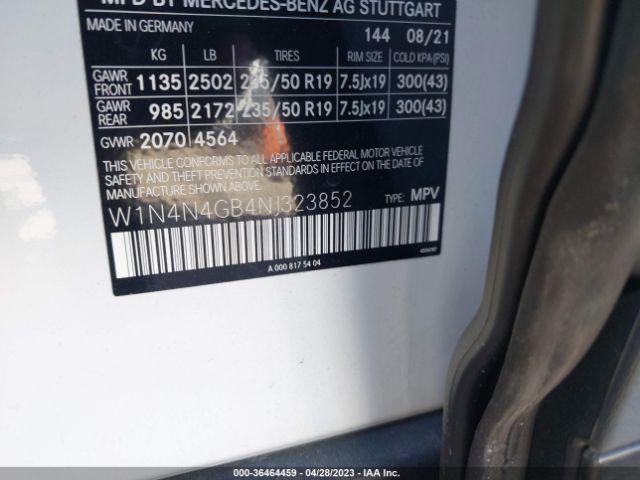 MFD BY MERCEDES-BENZ AG STUTTGART
MADE IN GERMANY 144 08/21
KG LB TIRES RIM SIZE COLD KPA (PSI)
GAWR FRONT 1135 2502 235/50 R19 7.5Jx19 300(43)
GAWR REAR 985 2172 235/50 R19 7.5Jx19 300(43)
GVWR 2070 4564
THIS VEHICLE CONFORMS TO ALL APPLICABLE FEDERAL MOTOR VEHICLE
SAFETY AND THEFT PREVENTION STANDARDS IN EFFECT ON THE DATE OF
MANUFACTURE SHOWN ABOVE.
W1N4N4GB4NJ323852 TYPE: MPV
A 000 817 54 04
000-36464459 - 04/28/2023 - IAA Inc.